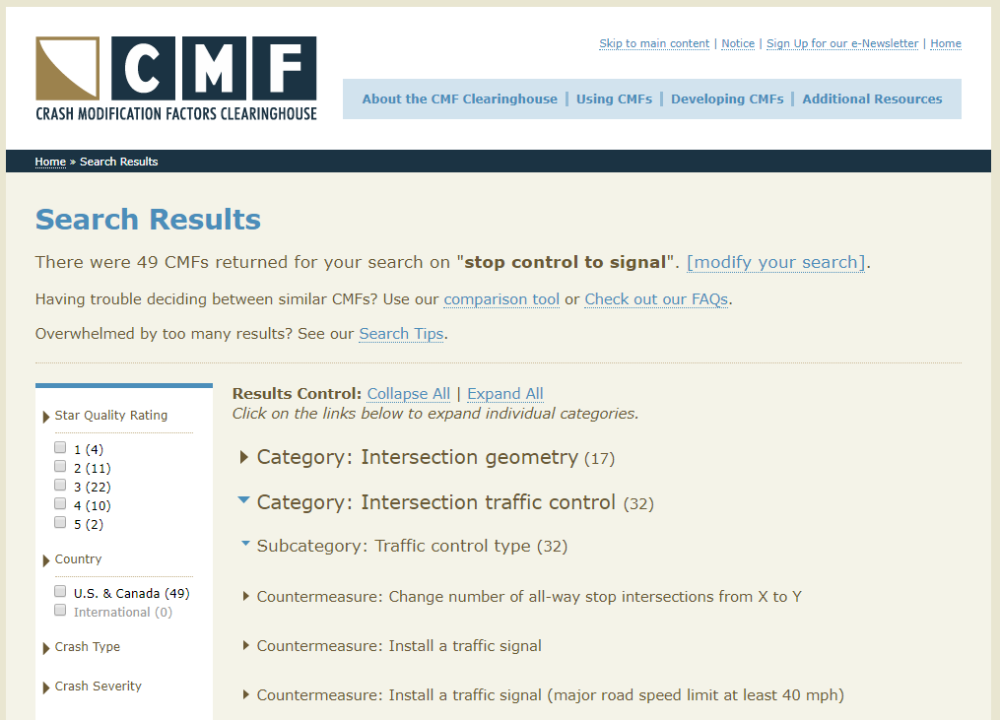 CMF
CRASH MODIFICATION FACTORS CLEARINGHOUSE
Skip to main content | Notice | Sign Up for our e-Newsletter | Home
About the CMF Clearinghouse | Using CMFs | Developing CMFs | Additional Resources
Home » Search Results
Search Results
There were 49 CMFs returned for your search on "stop control to signal". [modify your search].
Having trouble deciding between similar CMFs? Use our comparison tool or Check out our FAQs.
Overwhelmed by too many results? See our Search Tips.
Star Quality Rating
1 (4)
2 (11)
3 (22)
4 (10)
5 (2)
Country
U.S. & Canada (49)
International (0)
Crash Type
Crash Severity
Results Control: Collapse All | Expand All
Click on the links below to expand individual categories.
Category: Intersection geometry (17)
Category: Intersection traffic control (32)
Subcategory: Traffic control type (32)
Countermeasure: Change number of all-way stop intersections from X to Y
Countermeasure: Install a traffic signal
Countermeasure: Install a traffic signal (major road speed limit at least 40 mph)